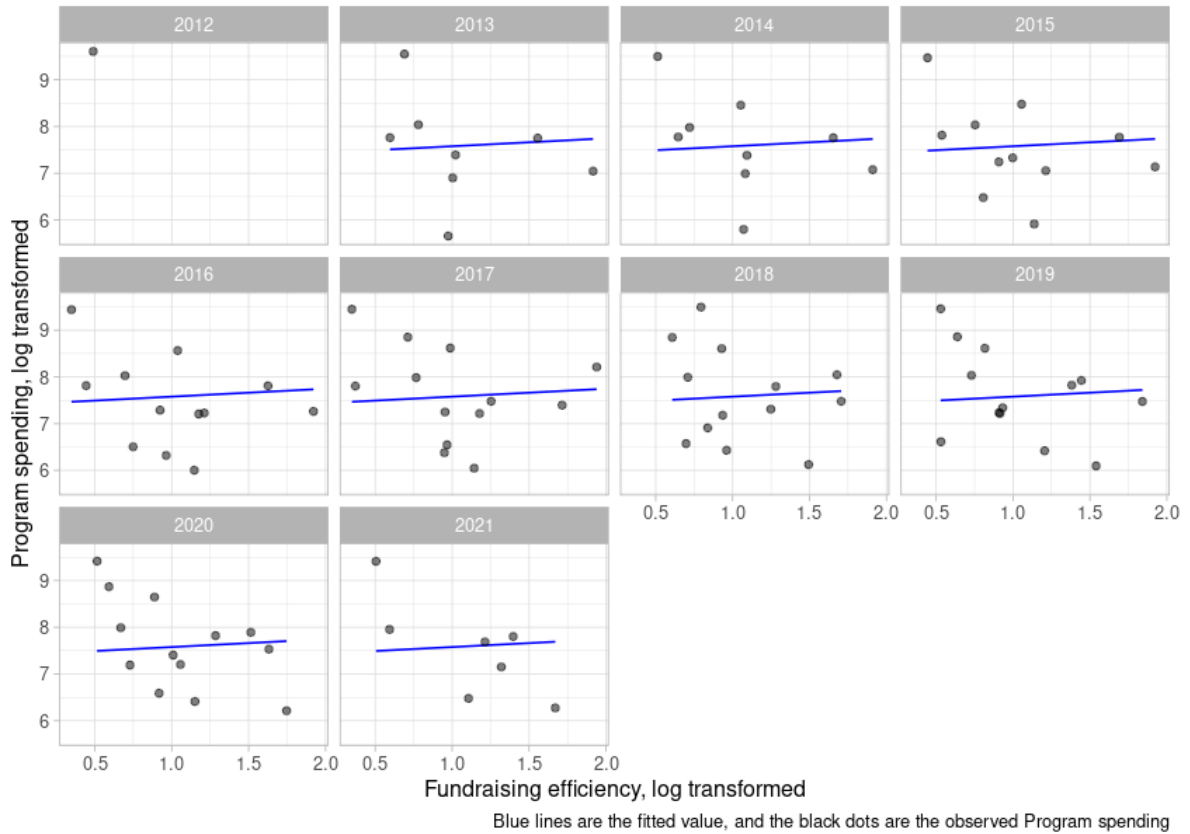 2012 2013 2014 2015
9
8
7
6
2016 2017 2018 2019
9
8
7
6
0.5 1.0 1.5 2.0 0.5 1.0 1.5 2.0
2020 2021
9
8
7
6
0.5 1.0 1.5 2.0 0.5 1.0 1.5 2.0
Program spending, log transformed
Fundraising efficiency, log transformed
Blue lines are the fitted value, and the black dots are the observed Program spending